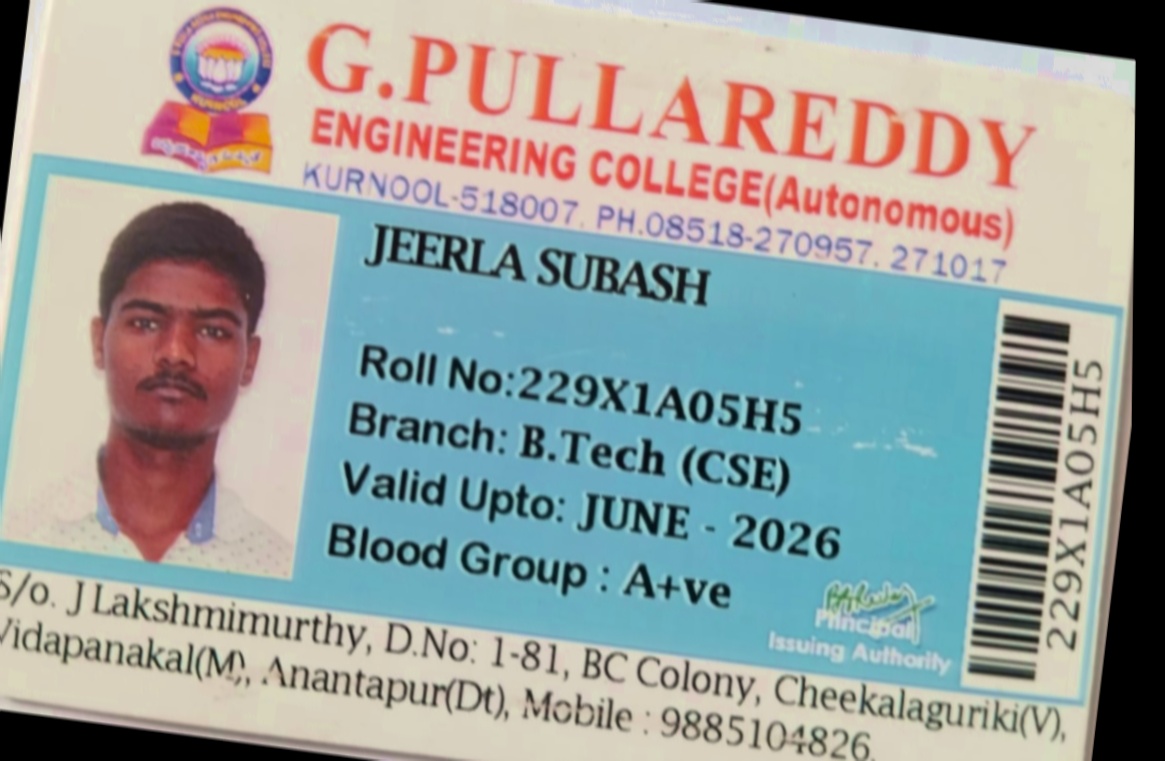 G.PULLAREDDY
ENGINEERING COLLEGE(Autonomous)
KURNOOL-518007. PH.08518-270957. 271017
KURNOOL
JEERLA SUBASH
Roll No:229X1A05H5
Branch: B.Tech (CSE)
Valid Upto: JUNE - 2026
Blood Group : A+ve
229X1A05H5
Principal
Issuing Authority
S/o. J Lakshmimurthy, D.No: 1-81, BC Colony, Cheekalaguriki(V),
Vidapanakal(M), Anantapur(Dt), Mobile : 9885104826.